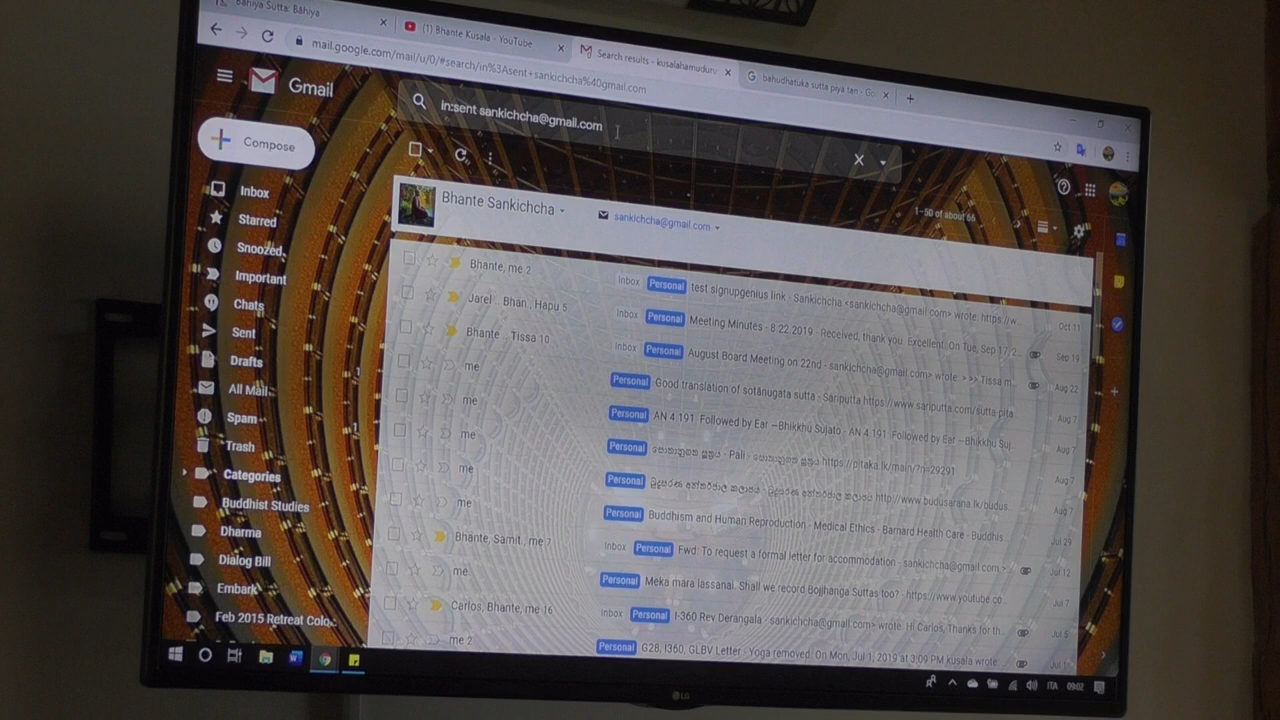 Bahiya Sutta: Bahiya
(1) Bhante Kusala - YouTube
Search results - kusalahamuduruv
bahudhatuka sutta piya tan - Go
mail.google.com/mail/u/0/#search/in%3Asent+sankichcha%40gmail.com
Gmail
in:sent sankichcha@gmail.com
Compose
Inbox
Starred
Snoozed
Important
Chats
Sent
Drafts
All Mail
Spam
Trash
Categories
Buddhist Studies
Dharma
Dialog Bill
Embark
Feb 2015 Retreat Colo
Bhante Sankichcha
sankichcha@gmail.com
1-50 of about 66
Bhante, me 2 Inbox Personal test signupgenius link - Sankichcha <sankichcha@gmail.com> wrote: https://w... Oct 11
Jarel .. Bhan., Hapu 5 Inbox Personal Meeting Minutes - 8.22.2019 - Received, thank you. Excellent. On Tue, Sep 17, 2... Sep 19
Bhante .. Tissa 10 Inbox Personal August Board Meeting on 22nd - sankichcha@gmail.com> wrote: > >> Tissa m... Aug 22
me Personal Good translation of sotānugata sutta - Sariputta https://www.sariputta.com/sutta-pita... Aug 7
me Personal AN 4.191: Followed by Ear —Bhikkhu Sujato - AN 4.191: Followed by Ear —Bhikkhu Suj... Aug 7
me Personal - Pali - https://pitaka.lk/main/?n=29291 Aug 7
me Personal http://www.budusarana.lk/budus... Aug 7
me Personal Buddhism and Human Reproduction - Medical Ethics - Barnard Health Care - Buddhis... Jul 29
Bhante, Samit., me 7 Inbox Personal Fwd: To request a formal letter for accommodation - sankichcha@gmail.com >... Jul 12
me Personal Meka mara lassanai. Shall we record Bojjhanga Suttas too? - https://www.youtube.co... Jul 7
Carlos, Bhante, me 16 Inbox Personal I-360 Rev Derangala - sankichcha@gmail.com> wrote: Hi Carlos, Thanks for th... Jul 5
me 2 Personal G28, I360, GLBV Letter - Yoga removed. On Mon, Jul 1, 2019 at 3:09 PM kusala wrote: Jul 1
ITA 09:02
LG